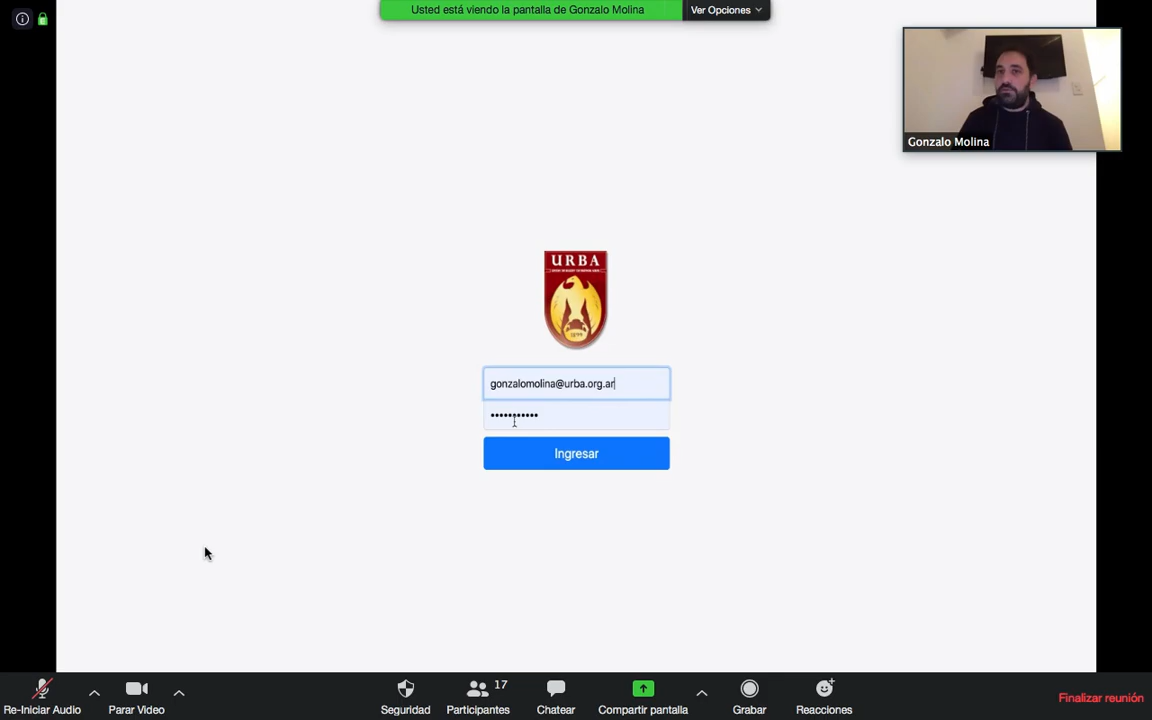 Usted está viendo la pantalla de Gonzalo Molina
Ver Opciones
Gonzalo Molina
URBA
gonzalomolina@urba.org.ar
•••••••••••
Ingresar
Re-Iniciar Audio
Parar Video
Seguridad
Participantes
17
Chatear
Compartir pantalla
Grabar
Reacciones
Finalizar reunión